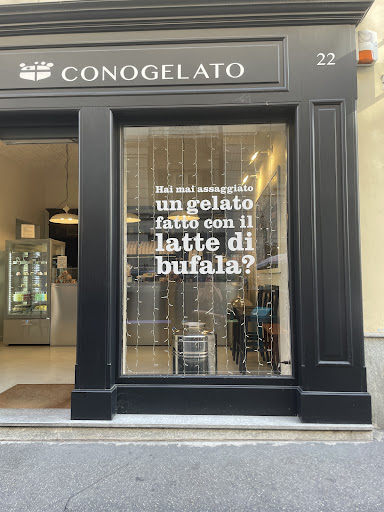 CONOGELATO
22
Hai mai assaggiato
un gelato
fatto con il
latte di
bufala?